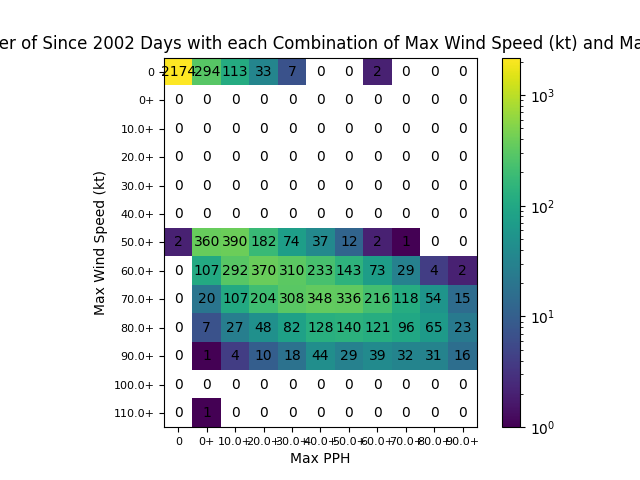 er of Since 2002 Days with each Combination of Max Wind Speed (kt) and Ma
0 2174 294 113 33 7 0 0 2 0 0 0
0+ 0 0 0 0 0 0 0 0 0 0 0
10.0+ 0 0 0 0 0 0 0 0 0 0 0
20.0+ 0 0 0 0 0 0 0 0 0 0 0
30.0+ 0 0 0 0 0 0 0 0 0 0 0
40.0+ 0 0 0 0 0 0 0 0 0 0 0
50.0+ 2 360 390 182 74 37 12 2 1 0 0
60.0+ 0 107 292 370 310 233 143 73 29 4 2
70.0+ 0 20 107 204 308 348 336 216 118 54 15
80.0+ 0 7 27 48 82 128 140 121 96 65 23
90.0+ 0 1 4 10 18 44 29 39 32 31 16
100.0+ 0 0 0 0 0 0 0 0 0 0 0
110.0+ 0 1 0 0 0 0 0 0 0 0 0
0 0+ 10.0+ 20.0+ 30.0+ 40.0+ 50.0+ 60.0+ 70.0+ 80.0+ 90.0+
Max PPH
Max Wind Speed (kt)
10³
10²
10¹
10⁰